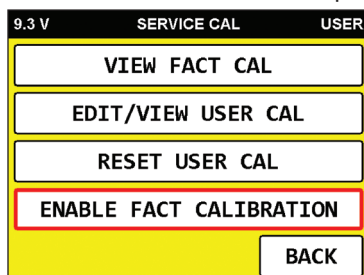 9.3 V SERVICE CAL USER
VIEW FACT CAL
EDIT/VIEW USER CAL
RESET USER CAL
ENABLE FACT CALIBRATION
BACK